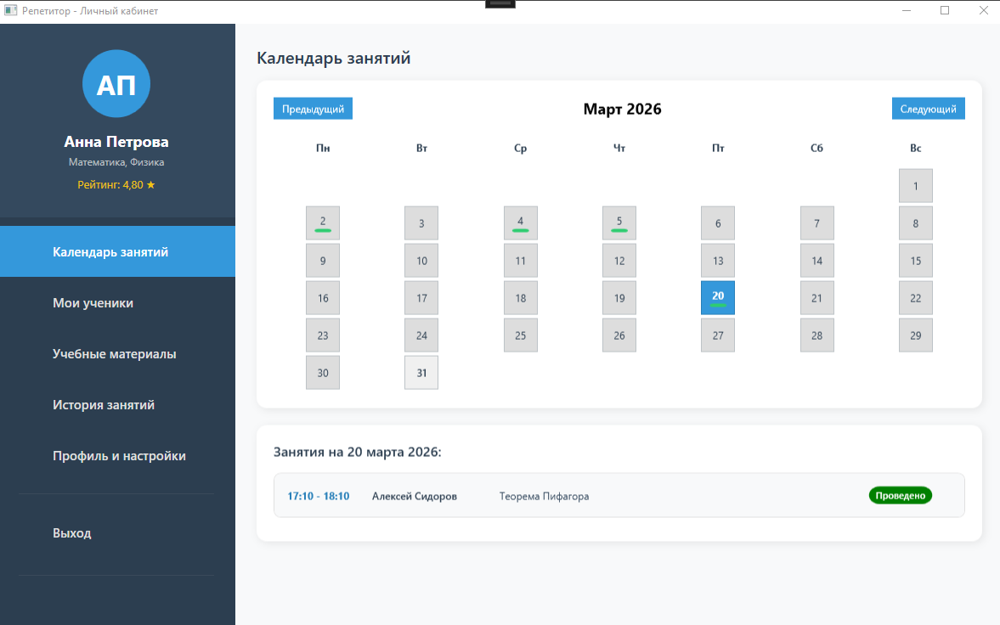 Репетитор - Личный кабинет
АП
Анна Петрова
Математика, Физика
Рейтинг: 4,80 ★
Календарь занятий
Мои ученики
Учебные материалы
История занятий
Профиль и настройки
Выход
Календарь занятий
Предыдущий Март 2026 Следующий
Пн Вт Ср Чт Пт Сб Вс
1
2 3 4 5 6 7 8
9 10 11 12 13 14 15
16 17 18 19 20 21 22
23 24 25 26 27 28 29
30 31
Занятия на 20 марта 2026:
17:10 - 18:10 Алексей Сидоров Теорема Пифагора Проведено